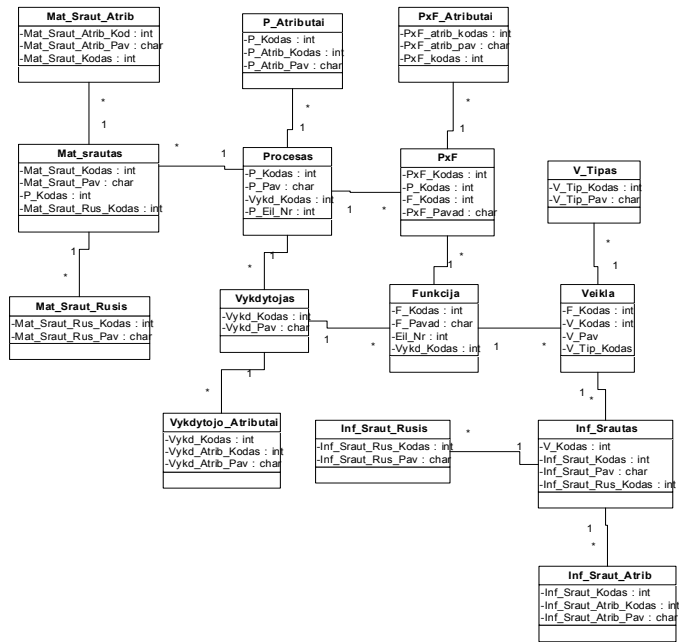 Mat_Sraut_Atrib
-Mat_Sraut_Atrib_Kod : int
-Mat_Sraut_Atrib_Pav : char
-Mat_Sraut_Kodas : int
P_Atributai
-P_Kodas : int
-P_Atrib_Kodas : int
-P_Atrib_Pav : char
PxF_Atributai
-PxF_atrib_kodas : int
-PxF_atrib_pav : char
-PxF_kodas : int
*
1
*
1
*
1
Mat_srautas
-Mat_Sraut_Kodas : int
-Mat_Sraut_Pav : char
-P_Kodas : int
-Mat_Sraut_Rus_Kodas : int
*
1
Procesas
-P_Kodas : int
-P_Pav : char
-Vykd_Kodas : int
-P_Eil_Nr : int
1
*
PxF
-PxF_Kodas : int
-P_Kodas : int
-F_Kodas : int
-PxF_Pavad : char
V_Tipas
-V_Tip_Kodas : int
-V_Tip_Pav : char
1
*
1
*
*
1
*
1
Mat_Sraut_Rusis
-Mat_Sraut_Rus_Kodas : int
-Mat_Sraut_Rus_Pav : char
Vykdytojas
-Vykd_Kodas : int
-Vykd_Pav : char
1
*
Funkcija
-F_Kodas : int
-F_Pavad : char
-Eil_Nr : int
-Vykd_Kodas : int
1
*
Veikla
-F_Kodas : int
-V_Kodas : int
-V_Pav
-V_Tip_Kodas
1
*
1
*
Vykdytojo_Atributai
-Vykd_Kodas : int
-Vykd_Atrib_Kodas : int
-Vykd_Atrib_Pav : char
Inf_Sraut_Rusis
-Inf_Sraut_Rus_Kodas : int
-Inf_Sraut_Rus_Pav : char
*
1
Inf_Srautas
-V_Kodas : int
-Inf_Sraut_Kodas : int
-Inf_Sraut_Pav : char
-Inf_Sraut_Rus_Kodas : int
1
*
Inf_Sraut_Atrib
-Inf_Sraut_Kodas : int
-Inf_Sraut_Atrib_Kodas : int
-Inf_Sraut_Atrib_Pav : char